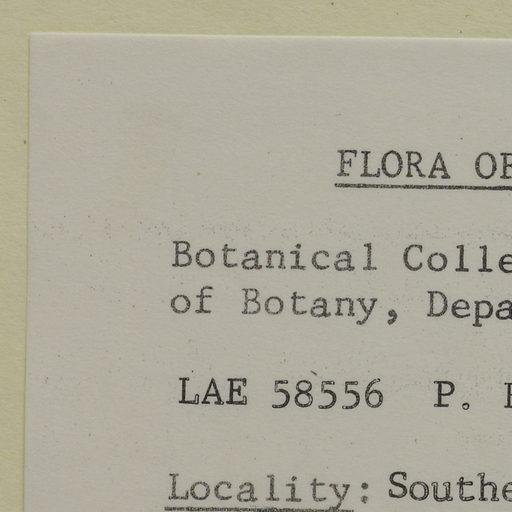 FLORA OF
Botanical Colle
of Botany, Depa
LAE 58556 P.
Locality: Southe